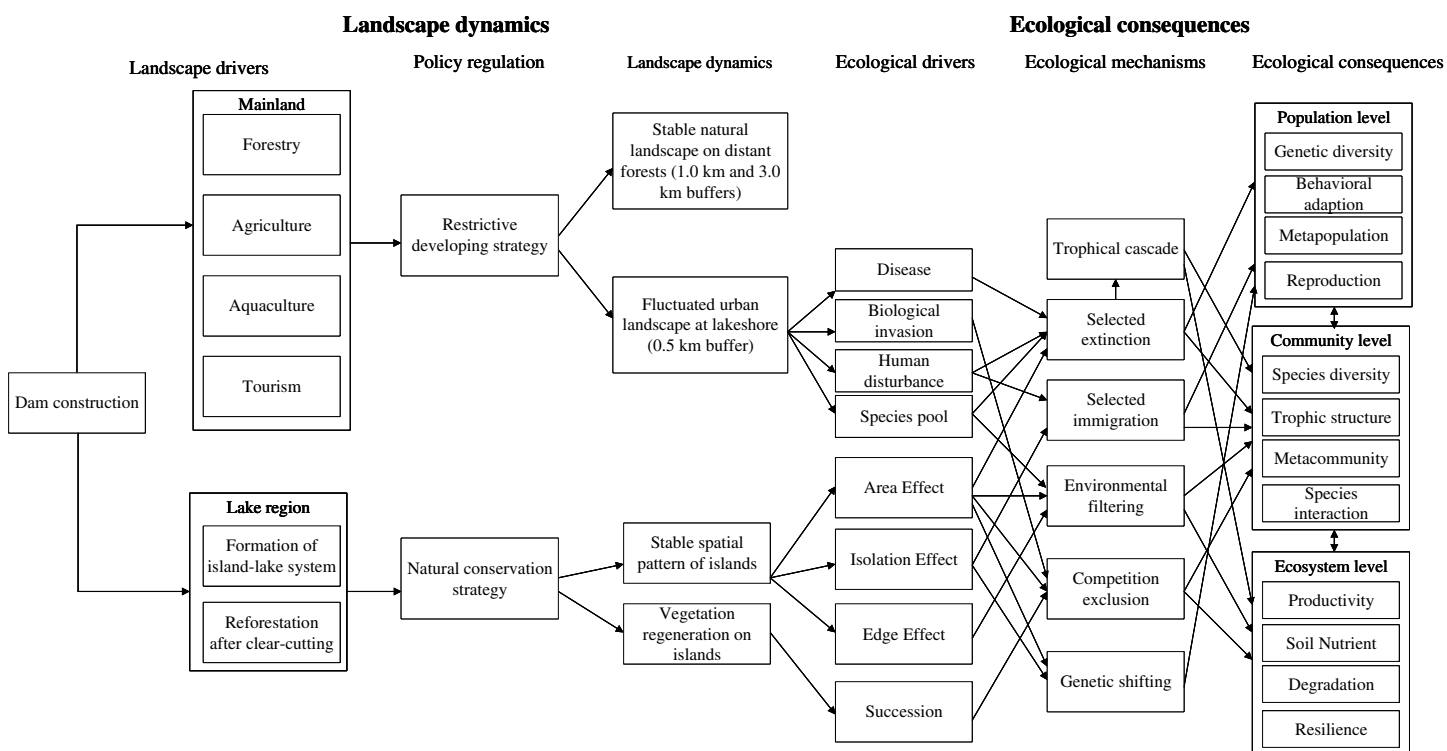 Landscape dynamics
Ecological consequences
Landscape drivers
Policy regulation
Landscape dynamics
Ecological drivers
Ecological mechanisms
Ecological consequences
Dam construction
Mainland
Forestry
Agriculture
Aquaculture
Tourism
Lake region
Formation of
island-lake system
Reforestation
after clear-cutting
Restrictive
developing strategy
Natural conservation
strategy
Stable natural
landscape on distant
forests (1.0 km and 3.0
km buffers)
Fluctuated urban
landscape at lakeshore
(0.5 km buffer)
Stable spatial
pattern of islands
Vegetation
regeneration on
islands
Disease
Biological
invasion
Human
disturbance
Species pool
Area Effect
Isolation Effect
Edge Effect
Succession
Trophical cascade
Selected
extinction
Selected
immigration
Environmental
filtering
Competition
exclusion
Genetic shifting
Population level
Genetic diversity
Behavioral
adaption
Metapopulation
Reproduction
Community level
Species diversity
Trophic structure
Metacommunity
Species
interaction
Ecosystem level
Productivity
Soil Nutrient
Degradation
Resilience